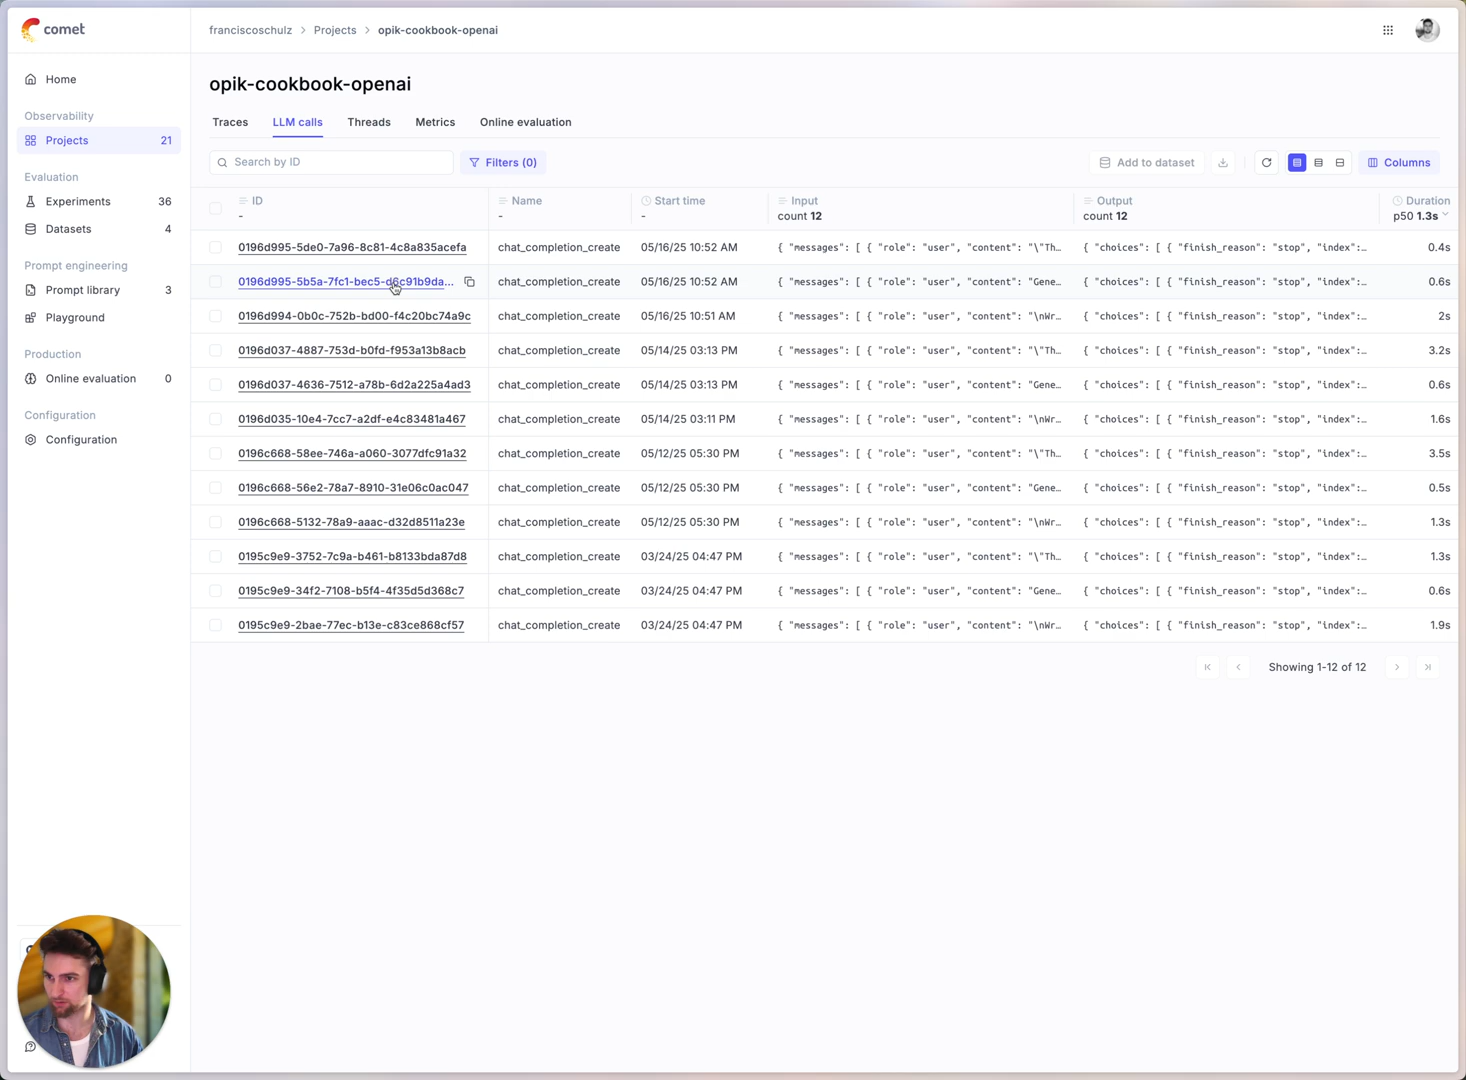 comet
franciscoschulz > Projects > opik-cookbook-openai
Home
Observability
Projects 21
Evaluation
Experiments 36
Datasets 4
Prompt engineering
Prompt library 3
Playground
Production
Online evaluation 0
Configuration
Configuration
opik-cookbook-openai
Traces LLM calls Threads Metrics Online evaluation
Search by ID Filters (0) Add to dataset Columns
ID Name Start time Input Output Duration
- - - count 12 count 12 p50 1.3s
0196d995-5de0-7a96-8c81-4c8a835acefa chat_completion_create 05/16/25 10:52 AM { "messages": [ { "role": "user", "content": "\"Th… { "choices": [ { "finish_reason": "stop", "index":… 0.4s
0196d995-5b5a-7fc1-bec5-d6c91b9da... chat_completion_create 05/16/25 10:52 AM { "messages": [ { "role": "user", "content": "Gene… { "choices": [ { "finish_reason": "stop", "index":… 0.6s
0196d994-0b0c-752b-bd00-f4c20bc74a9c chat_completion_create 05/16/25 10:51 AM { "messages": [ { "role": "user", "content": "\nWr… { "choices": [ { "finish_reason": "stop", "index":… 2s
0196d037-4887-753d-b0fd-f953a13b8acb chat_completion_create 05/14/25 03:13 PM { "messages": [ { "role": "user", "content": "\"Th… { "choices": [ { "finish_reason": "stop", "index":… 3.2s
0196d037-4636-7512-a78b-6d2a225a4ad3 chat_completion_create 05/14/25 03:13 PM { "messages": [ { "role": "user", "content": "Gene… { "choices": [ { "finish_reason": "stop", "index":… 0.6s
0196d035-10e4-7cc7-a2df-e4c83481a467 chat_completion_create 05/14/25 03:11 PM { "messages": [ { "role": "user", "content": "\nWr… { "choices": [ { "finish_reason": "stop", "index":… 1.6s
0196c668-58ee-746a-a060-3077dfc91a32 chat_completion_create 05/12/25 05:30 PM { "messages": [ { "role": "user", "content": "\"Th… { "choices": [ { "finish_reason": "stop", "index":… 3.5s
0196c668-56e2-78a7-8910-31e06c0ac047 chat_completion_create 05/12/25 05:30 PM { "messages": [ { "role": "user", "content": "Gene… { "choices": [ { "finish_reason": "stop", "index":… 0.5s
0196c668-5132-78a9-aaac-d32d8511a23e chat_completion_create 05/12/25 05:30 PM { "messages": [ { "role": "user", "content": "\nWr… { "choices": [ { "finish_reason": "stop", "index":… 1.3s
0195c9e9-3752-7c9a-b461-b8133bda87d8 chat_completion_create 03/24/25 04:47 PM { "messages": [ { "role": "user", "content": "\"Th… { "choices": [ { "finish_reason": "stop", "index":… 1.3s
0195c9e9-34f2-7108-b5f4-4f35d5d368c7 chat_completion_create 03/24/25 04:47 PM { "messages": [ { "role": "user", "content": "Gene… { "choices": [ { "finish_reason": "stop", "index":… 0.6s
0195c9e9-2bae-77ec-b13e-c83ce868cf57 chat_completion_create 03/24/25 04:47 PM { "messages": [ { "role": "user", "content": "\nWr… { "choices": [ { "finish_reason": "stop", "index":… 1.9s
Showing 1-12 of 12